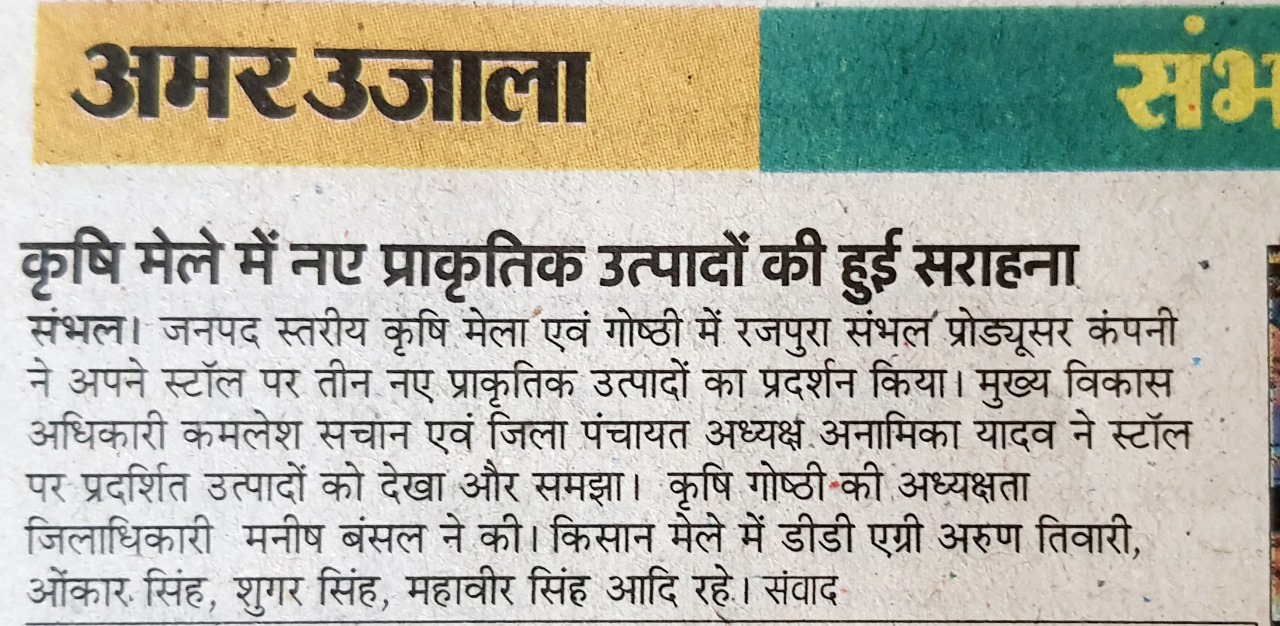 अमर उजाला
कृषि मेले में नए प्राकृतिक उत्पादों की हुई सराहना
संभल। जनपद स्तरीय कृषि मेला एवं गोष्ठी में रजपुरा संभल प्रोड्यूसर कंपनी
ने अपने स्टॉल पर तीन नए प्राकृतिक उत्पादों का प्रदर्शन किया। मुख्य विकास
अधिकारी कमलेश सचान एवं जिला पंचायत अध्यक्ष अनामिका यादव ने स्टॉल
पर प्रदर्शित उत्पादों को देखा और समझा। कृषि गोष्ठी की अध्यक्षता
जिलाधिकारी मनीष बंसल ने की। किसान मेले में डीडी एग्री अरुण तिवारी,
ओंकार सिंह, शुगर सिंह, महावीर सिंह आदि रहे। संवाद